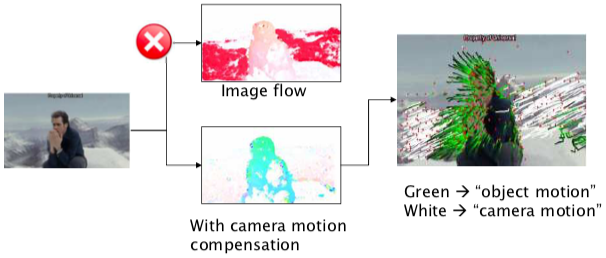 Image flow
With camera motion
compensation
Green → “object motion”
White → “camera motion”